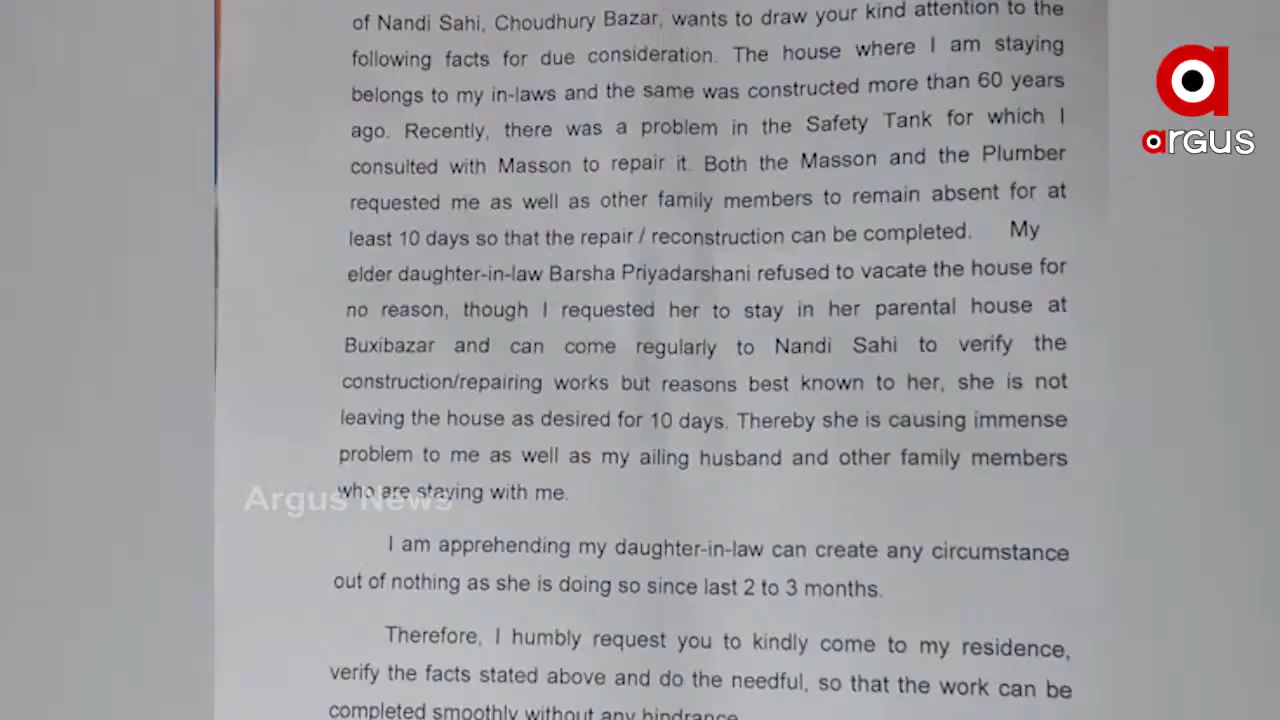 of Nandi Sahi, Choudhury Bazar, wants to draw your kind attention to the
following facts for due consideration. The house where I am staying
belongs to my in-laws and the same was constructed more than 60 years
ago. Recently, there was a problem in the Safety Tank for which I
consulted with Masson to repair it. Both the Masson and the Plumber
requested me as well as other family members to remain absent for at
least 10 days so that the repair / reconstruction can be completed. My
elder daughter-in-law Barsha Priyadarshani refused to vacate the house for
no reason, though I requested her to stay in her parental house at
Buxibazar and can come regularly to Nandi Sahi to verify the
construction/repairing works but reasons best known to her, she is not
leaving the house as desired for 10 days. Thereby she is causing immense
problem to me as well as my ailing husband and other family members
who are staying with me.
I am apprehending my daughter-in-law can create any circumstance
out of nothing as she is doing so since last 2 to 3 months.
Therefore, I humbly request you to kindly come to my residence,
verify the facts stated above and do the needful, so that the work can be
completed smoothly without any hindrance
argus
Argus News